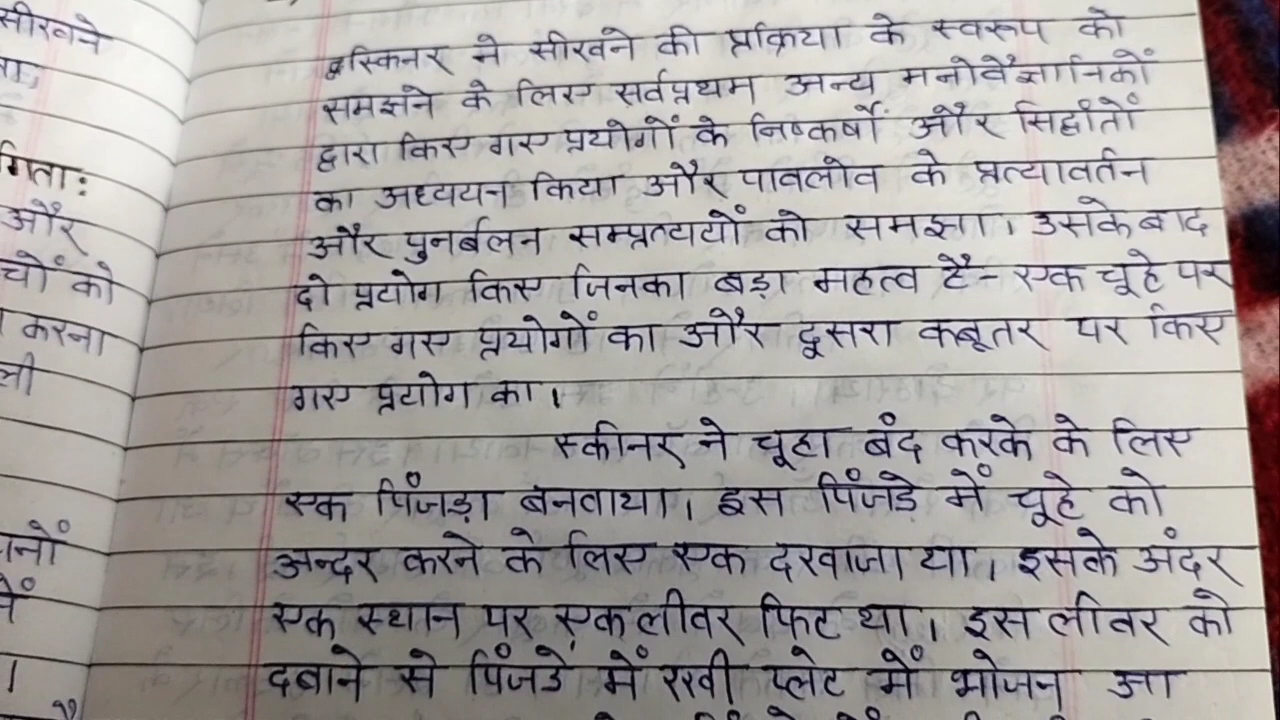 सीखने
स्किनर ने सीखने की प्रक्रिया के स्वरूप को
समझने के लिए सर्वप्रथम अन्य मनोवैज्ञानिकों
द्वारा किए गए प्रयोगों के निष्कर्षों और सिद्धांतों
का अध्ययन किया और पावलोव के प्रत्यावर्तन
और पुनर्बलन सम्प्रत्ययों को समझा। उसके बाद
दो प्रयोग किए जिनका बड़ा महत्व है- एक चूहे पर
किए गए प्रयोगों का और दूसरा कबूतर पर किए
गए प्रयोग का।
स्कीनर ने चूहा बंद करके के लिए
एक पिंजड़ा बनवाया। इस पिंजड़े में चूहे को
अन्दर करने के लिए एक दरवाजा था। इसके अंदर
एक स्थान पर एक लीवर फिट था। इस लीवर को
दबाने से पिंजडे में रखी प्लेट में भोजन आ
और
को
करना